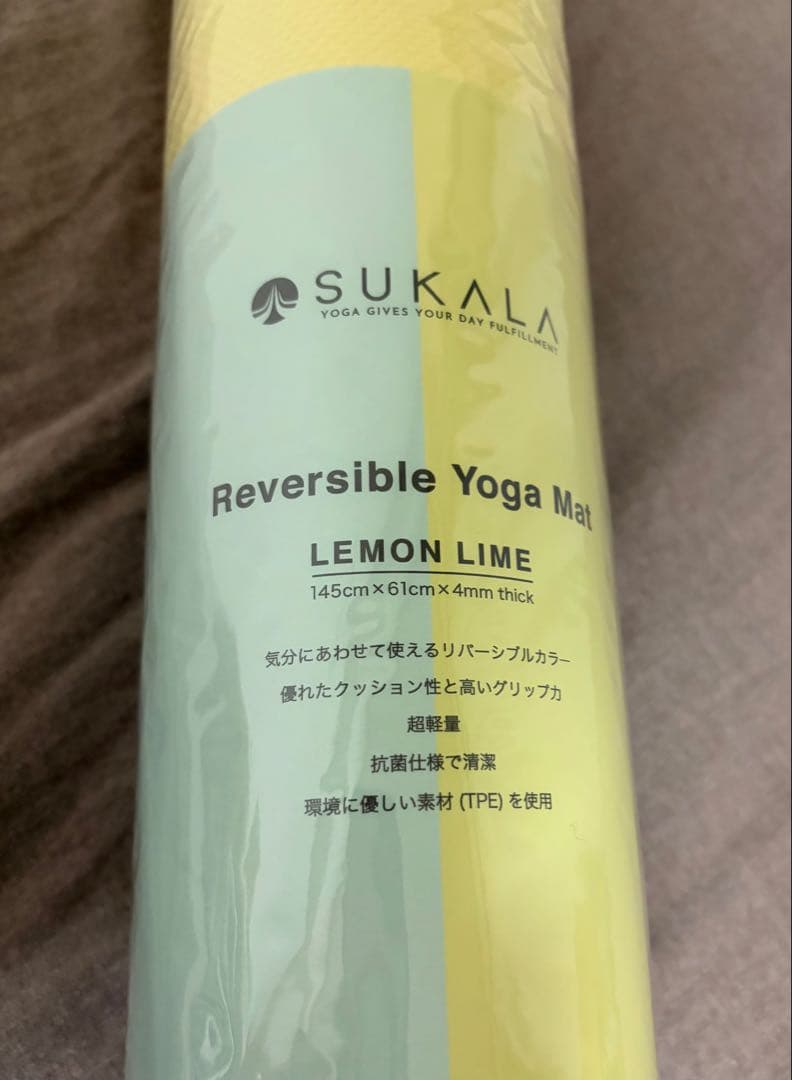 SUKALA
YOGA GIVES YOUR DAY FULFILLMENT
Reversible Yoga Mat
LEMON LIME
145cm×61cm×4mm thick
気分にあわせて使えるリバーシブルカラー
優れたクッション性と高いグリップ力
超軽量
抗菌仕様で清潔
環境に優しい素材 (TPE) を使用